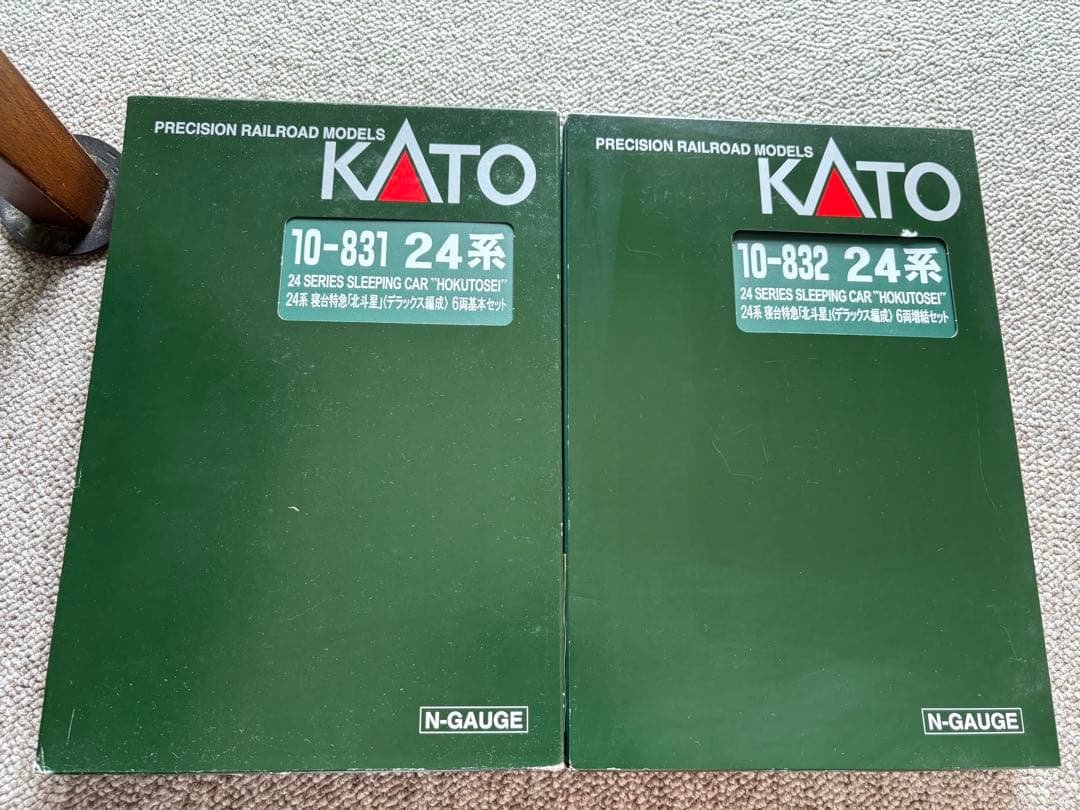 PRECISION RAILROAD MODELS
KATO
10-831 24系
24 SERIES SLEEPING CAR "HOKUTOSEI"
24系 寝台特急「北斗星」〈デラックス編成〉 6両基本セット
N-GAUGE
PRECISION RAILROAD MODELS
KATO
10-832 24系
24 SERIES SLEEPING CAR "HOKUTOSEI"
24系 寝台特急「北斗星」〈デラックス編成〉 6両増結セット
N-GAUGE